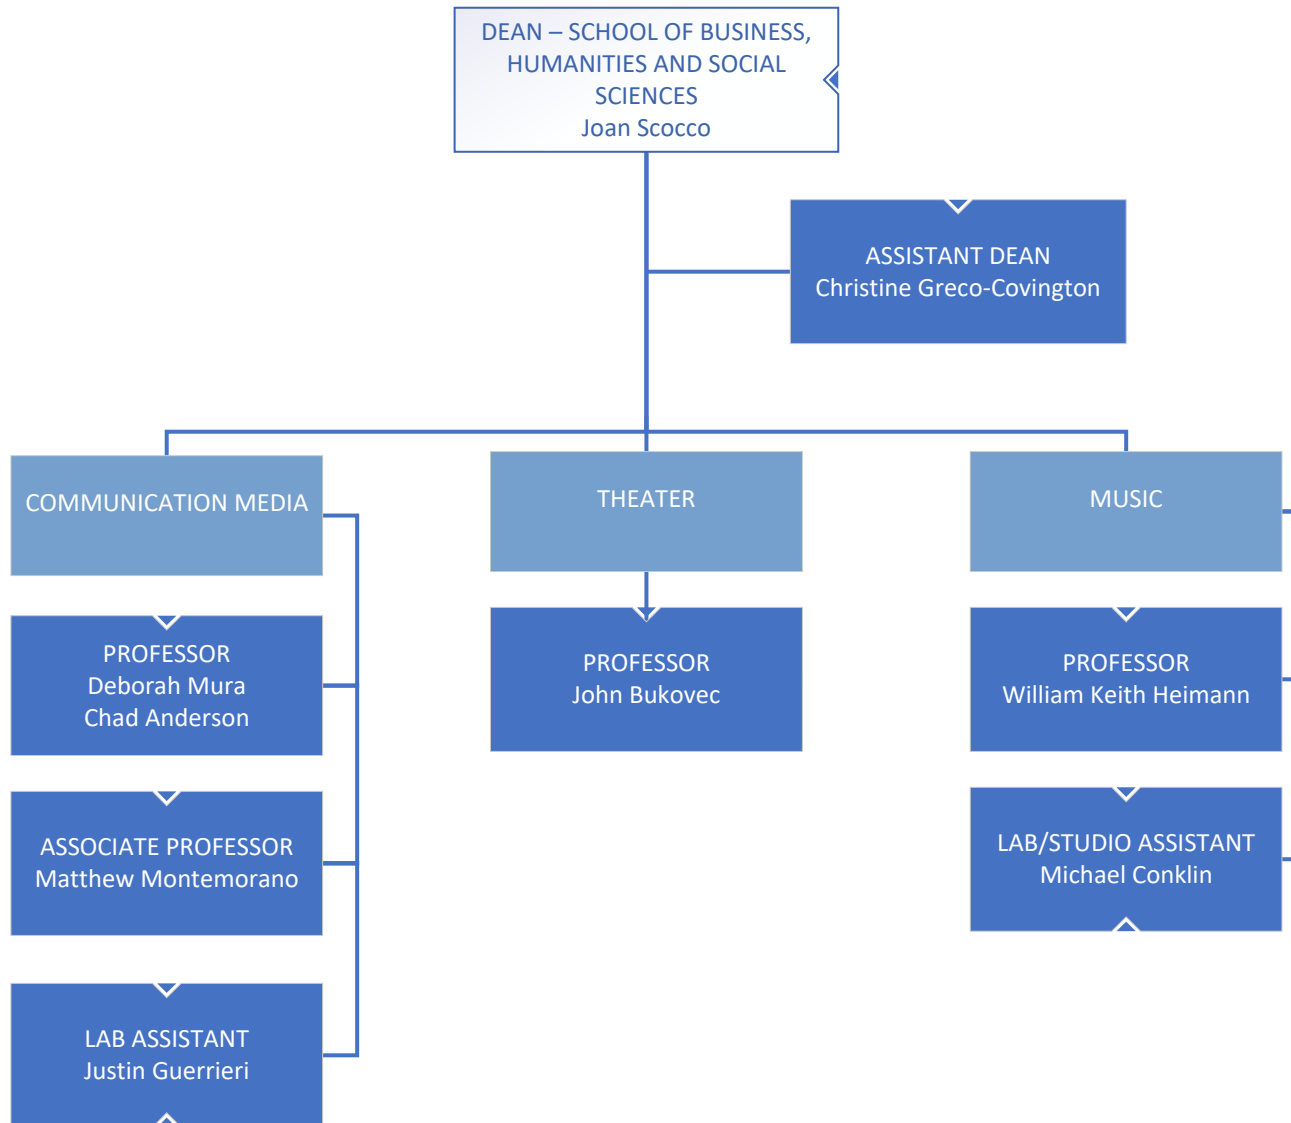 DEAN – SCHOOL OF BUSINESS,
HUMANITIES AND SOCIAL
SCIENCES
Joan Scocco
ASSISTANT DEAN
Christine Greco-Covington
COMMUNICATION MEDIA
THEATER
MUSIC
PROFESSOR
Deborah Mura
Chad Anderson
PROFESSOR
John Bukovec
PROFESSOR
William Keith Heimann
ASSOCIATE PROFESSOR
Matthew Montemorano
LAB/STUDIO ASSISTANT
Michael Conklin
LAB ASSISTANT
Justin Guerrieri